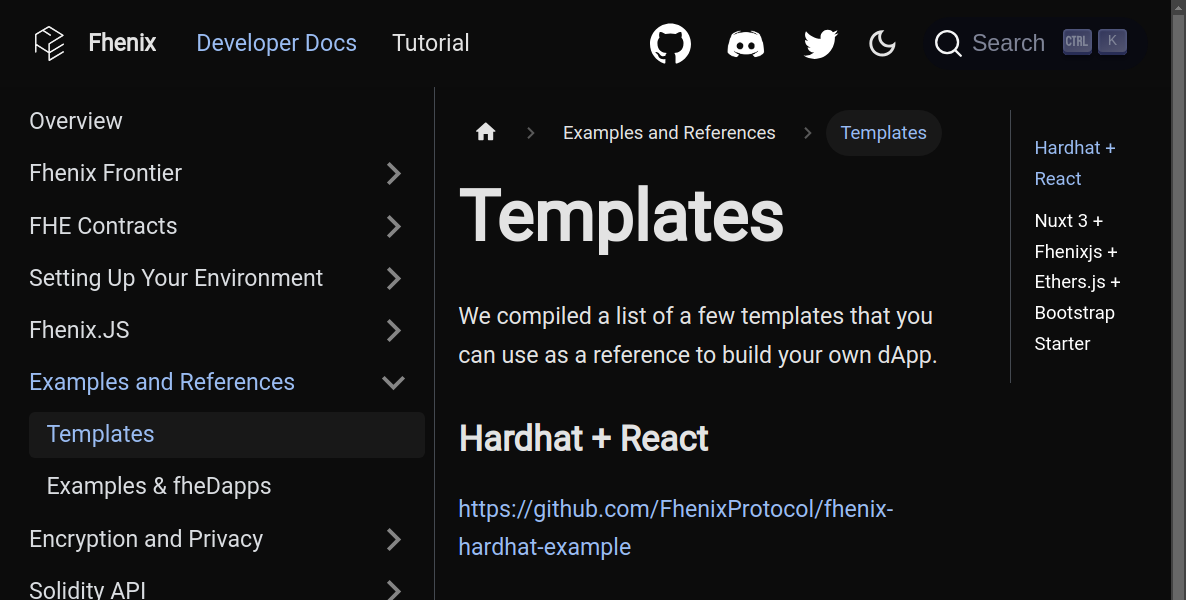 Fhenix Developer Docs Tutorial Search CTRL K
Overview
Fhenix Frontier
FHE Contracts
Setting Up Your Environment
Fhenix.JS
Examples and References
Templates
Examples & fheDapps
Encryption and Privacy
Solidity API
Examples and References Templates
Templates
We compiled a list of a few templates that you
can use as a reference to build your own dApp.
Hardhat + React
https://github.com/FhenixProtocol/fhenix-
hardhat-example
Hardhat +
React
Nuxt 3 +
Fhenixjs +
Ethers.js +
Bootstrap
Starter